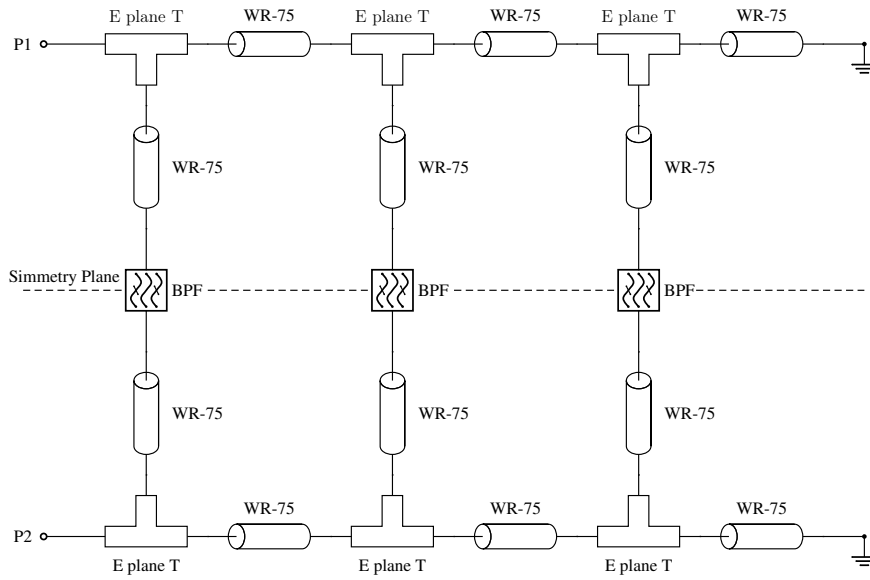 E plane T WR-75 E plane T WR-75 E plane T WR-75
P1
WR-75 WR-75 WR-75
Simmetry Plane
BPF BPF BPF
WR-75 WR-75 WR-75
WR-75 WR-75 WR-75
P2
E plane T E plane T E plane T